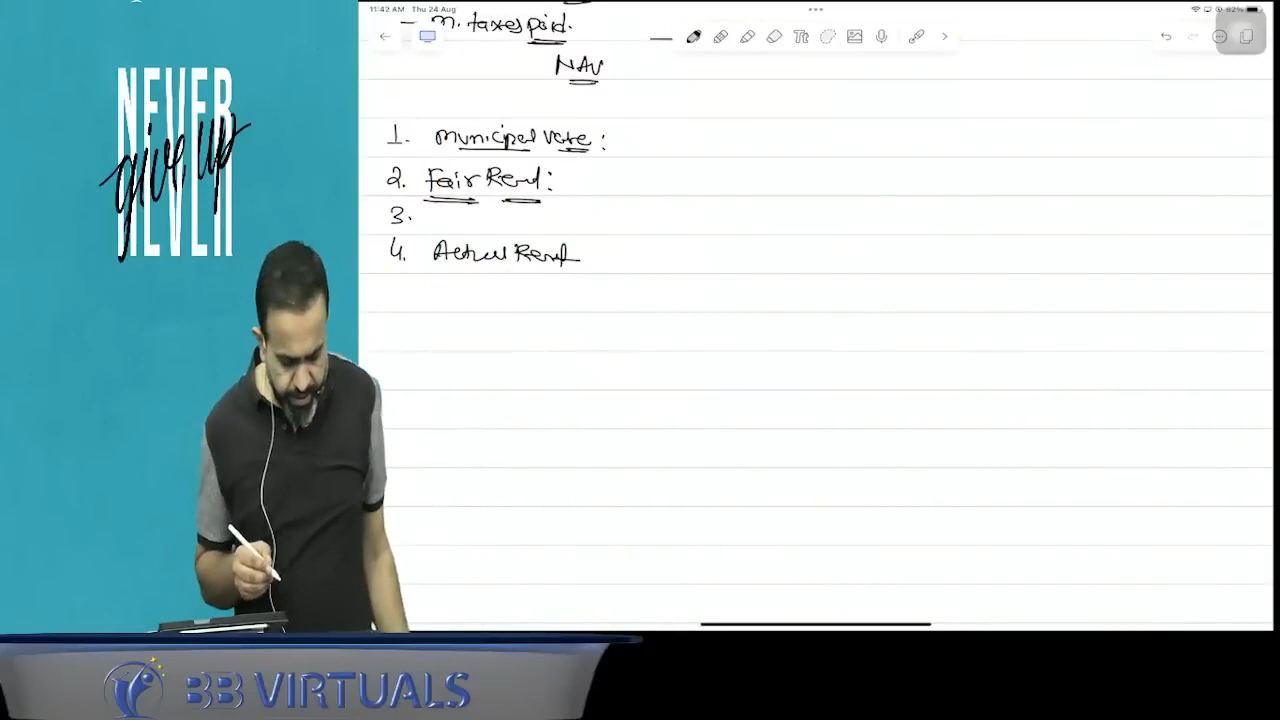 11:42 AM Thu 24 Aug
82%
- M. taxes paid.
NAV
NEVER
give up
NEVER
1. Municipal Value:
2. Fair Rent:
3.
4. Actual Rent
BB VIRTUALS